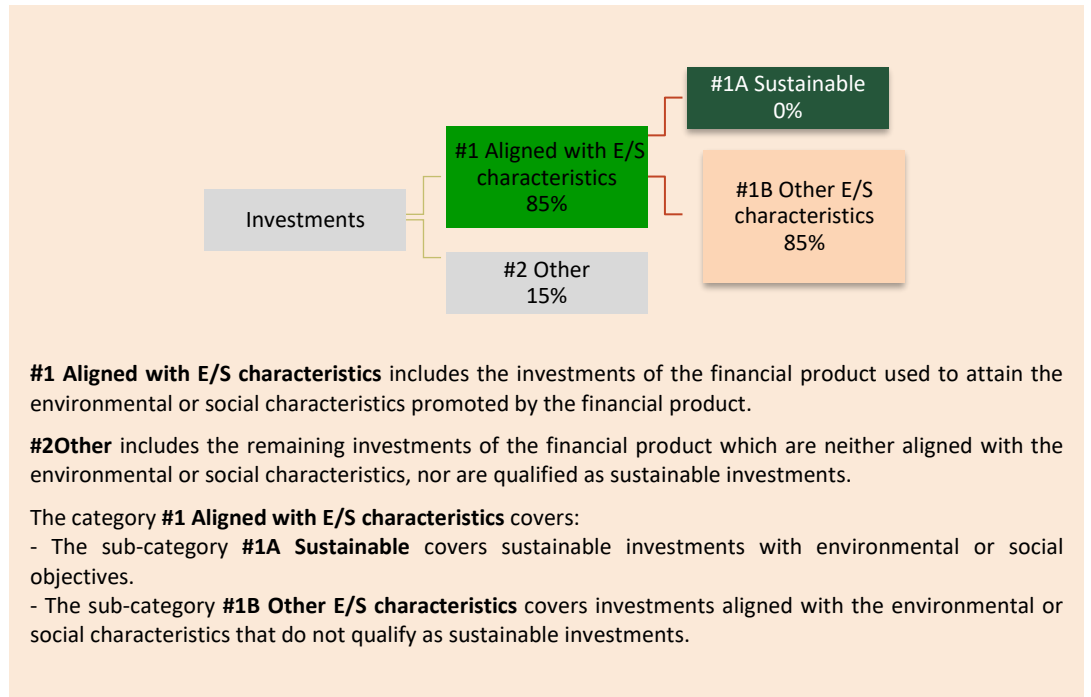 #1A Sustainable
0%
#1 Aligned with E/S
characteristics
85%
#1B Other E/S
characteristics
85%
Investments
#2 Other
15%
#1 Aligned with E/S characteristics includes the investments of the financial product used to attain the
environmental or social characteristics promoted by the financial product.
#2Other includes the remaining investments of the financial product which are neither aligned with the
environmental or social characteristics, nor are qualified as sustainable investments.
The category #1 Aligned with E/S characteristics covers:
- The sub-category #1A Sustainable covers sustainable investments with environmental or social
objectives.
- The sub-category #1B Other E/S characteristics covers investments aligned with the environmental or
social characteristics that do not qualify as sustainable investments.